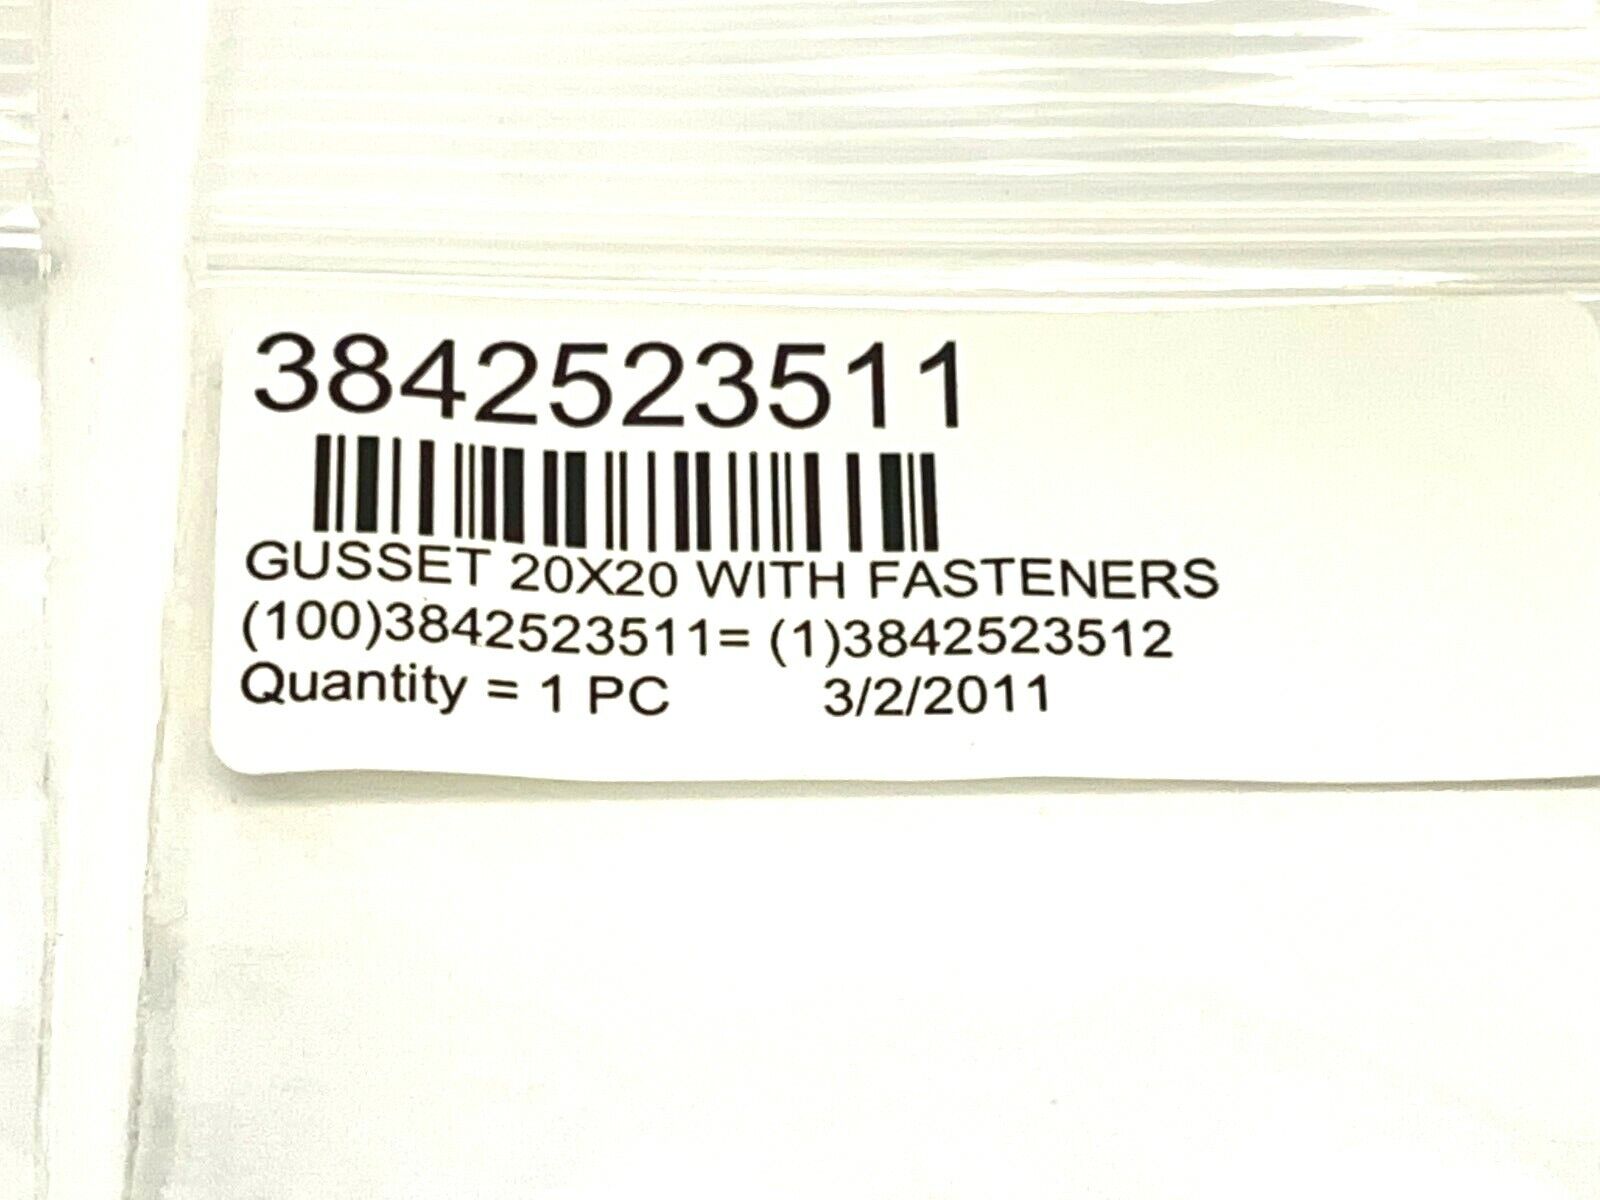 3842523511
GUSSET 20X20 WITH FASTENERS
(100)3842523511= (1)3842523512
Quantity = 1 PC 3/2/2011